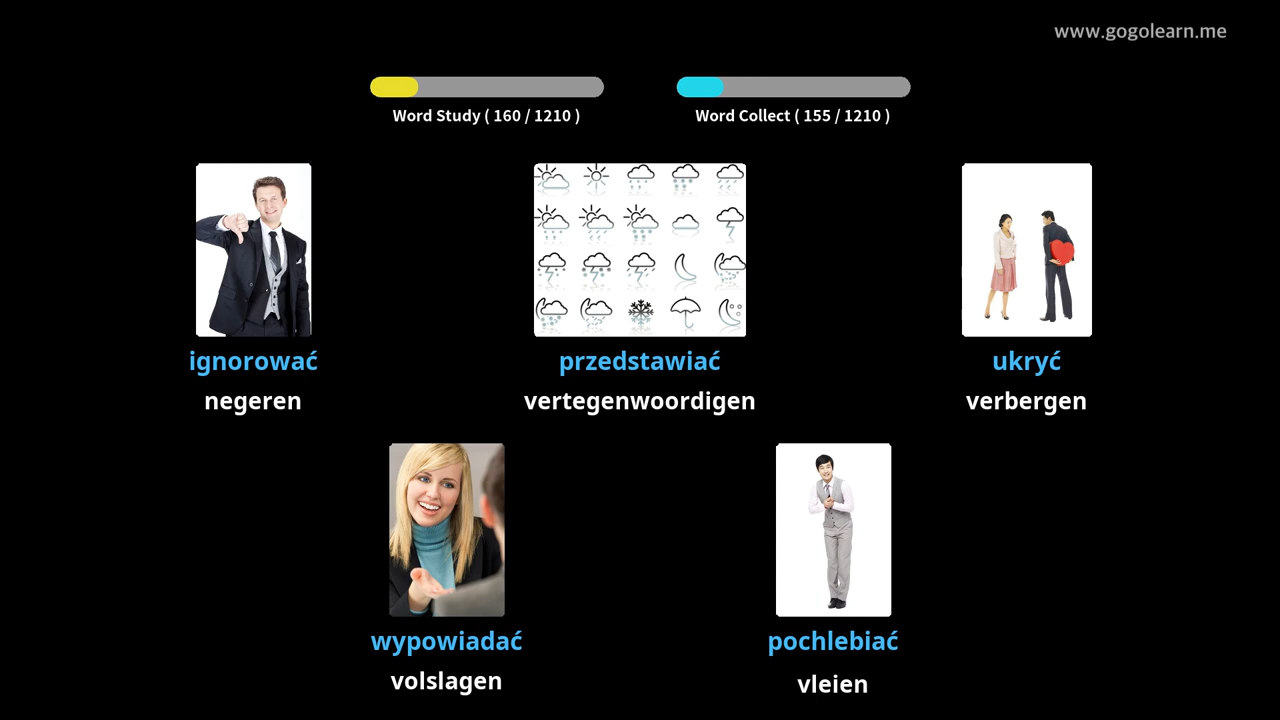 www.gogolearn.me
Word Study ( 160 / 1210 )
Word Collect ( 155 / 1210 )
ignorować
negeren
przedstawiać
vertegenwoordigen
ukryć
verbergen
wypowiadać
volslagen
pochlebiać
vleien